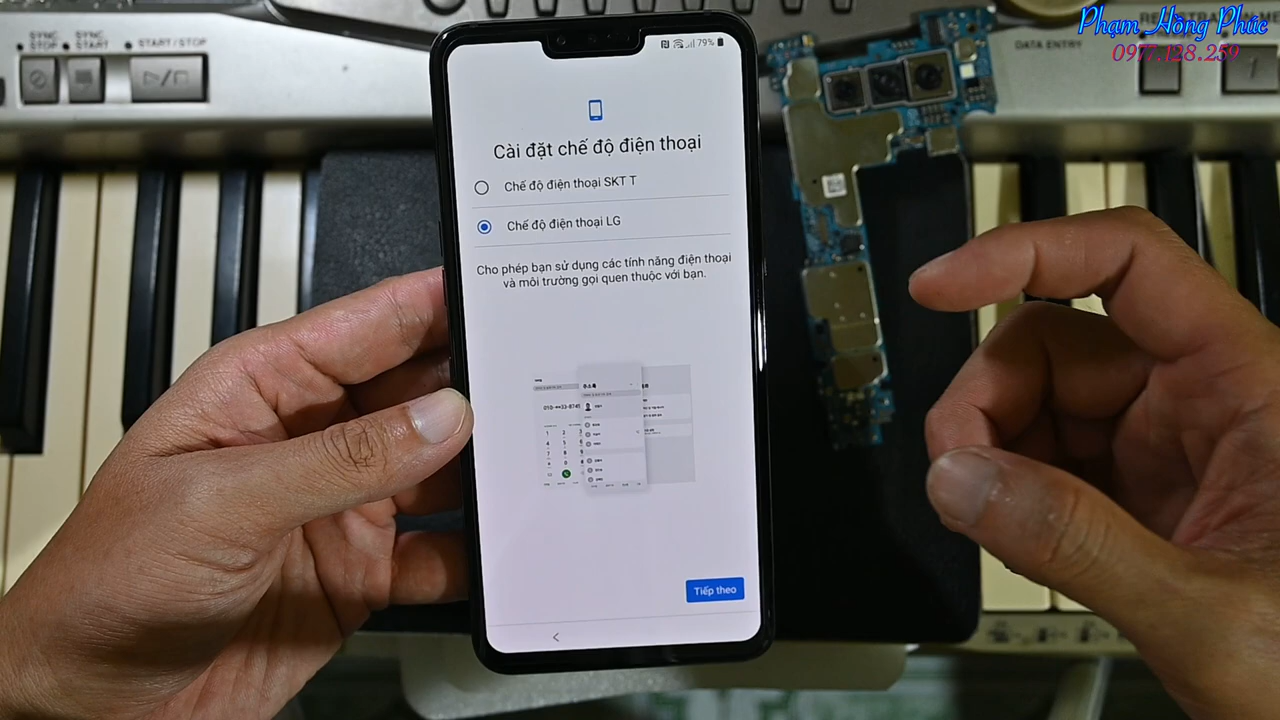 SYNC. STOP
SYNC. START
START/STOP
DATA ENTRY
Phạm Hồng Phúc
0977.128.259
79%
Cài đặt chế độ điện thoại
Chế độ điện thoại SKT T
Chế độ điện thoại LG
Cho phép bạn sử dụng các tính năng điện thoại
và môi trường gọi quen thuộc với bạn.
Tiếp theo